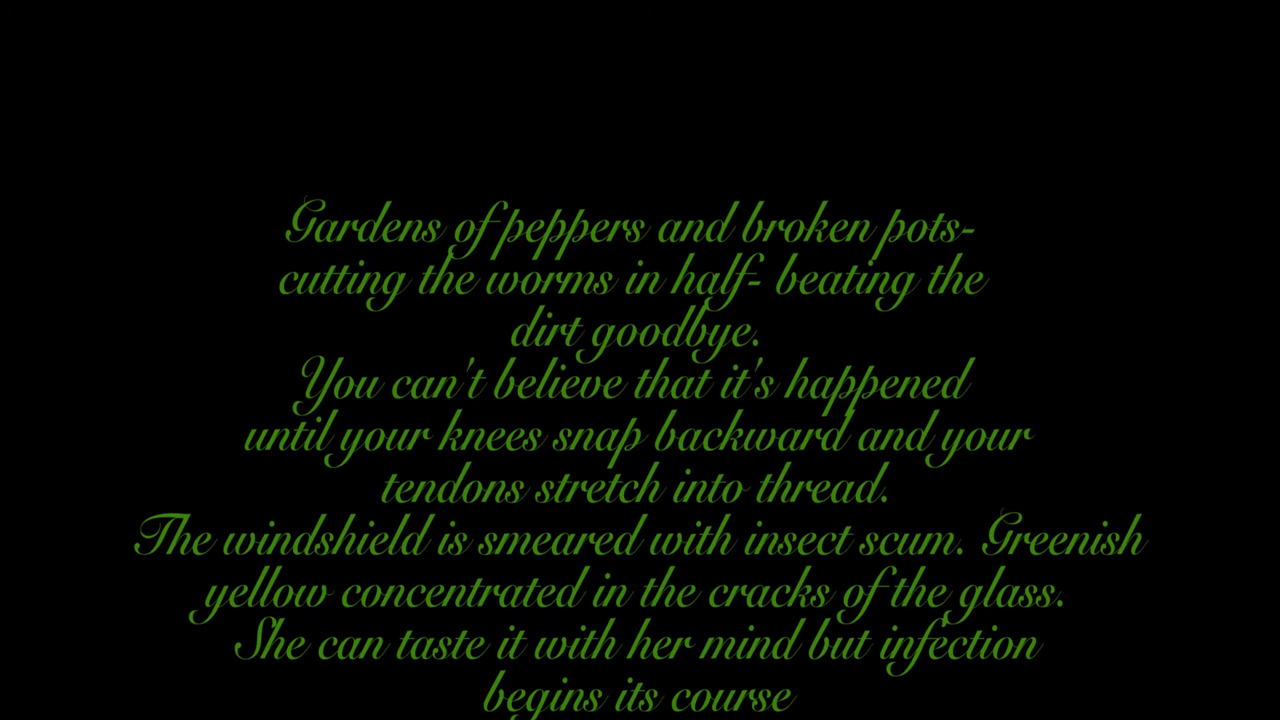 Gardens of peppers and broken pots-
cutting the worms in half- beating the
dirt goodbye.
You can't believe that it's happened
until your knees snap backward and your
tendons stretch into thread.
The windshield is smeared with insect scum. Greenish
yellow concentrated in the cracks of the glass.
She can taste it with her mind but infection
begins its course